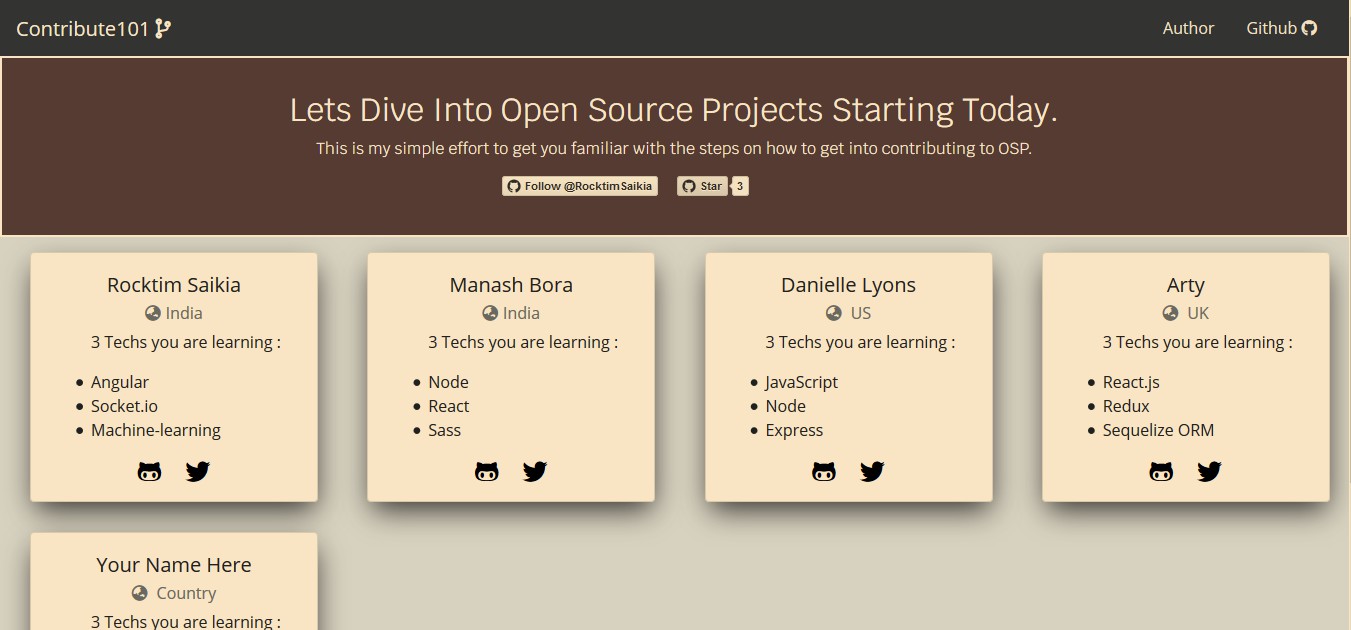 Contribute101
Author
Github
Lets Dive Into Open Source Projects Starting Today.
This is my simple effort to get you familiar with the steps on how to get into contributing to OSP.
Follow @RocktimSaikia
Star
3
Rocktim Saikia
India
3 Techs you are learning :
Angular
Socket.io
Machine-learning
Manash Bora
India
3 Techs you are learning :
Node
React
Sass
Danielle Lyons
US
3 Techs you are learning :
JavaScript
Node
Express
Arty
UK
3 Techs you are learning :
React.js
Redux
Sequelize ORM
Your Name Here
Country
3 Techs you are learning :